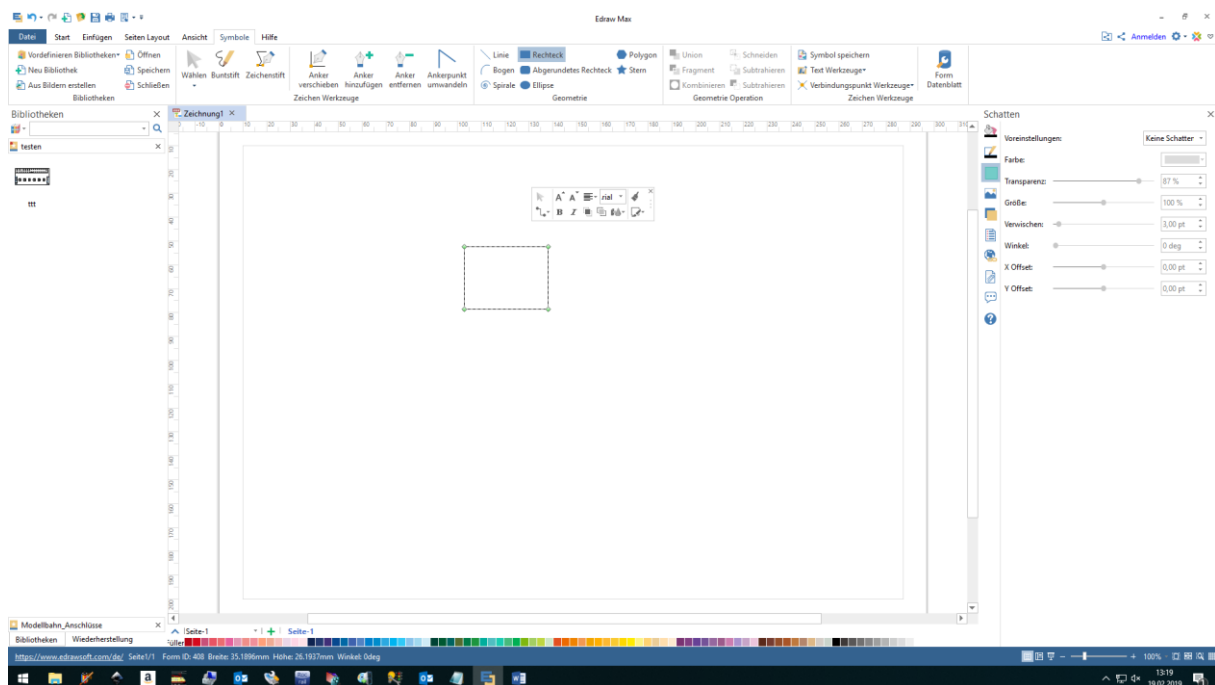 Edraw Max
Datei Start Einfügen Seiten Layout Ansicht Symbole Hilfe
Anmelden
Vordefinieren Bibliotheken Öffnen
Neu Bibliothek Speichern
Aus Bildern erstellen Schließen
Bibliotheken
Wählen Buntstift Zeichenstift
Anker verschieben
Anker hinzufügen
Anker entfernen
Ankerpunkt umwandeln
Zeichen Werkzeuge
Linie Rechteck Polygon
Bogen Abgerundetes Rechteck Stern
Spirale Ellipse
Geometrie
Union Schneiden
Fragment Subtrahieren
Kombinieren Subtrahieren
Geometrie Operation
Symbol speichern
Text Werkzeuge
Verbindungspunkt Werkzeuge
Zeichen Werkzeuge
Form
Datenblatt
Bibliotheken
testen
ttt
Zeichnung1
rial
B I
Schatten
Voreinstellungen: Keine Schatter
Farbe:
Transparenz: 87 %
Größe: 100 %
Verwischen: 3,00 pt
Winkel: 0 deg
X Offset: 0,00 pt
Y Offset: 0,00 pt
Modellbahn_Anschlüsse
Bibliotheken Wiederherstellung
Seite-1 Seite-1
https://www.edrawsoft.com/de/ Seite1/1 Form ID: 408 Breite: 35.1896mm Höhe: 26.1937mm Winkel: 0deg
100%
13:19
19.02.2019